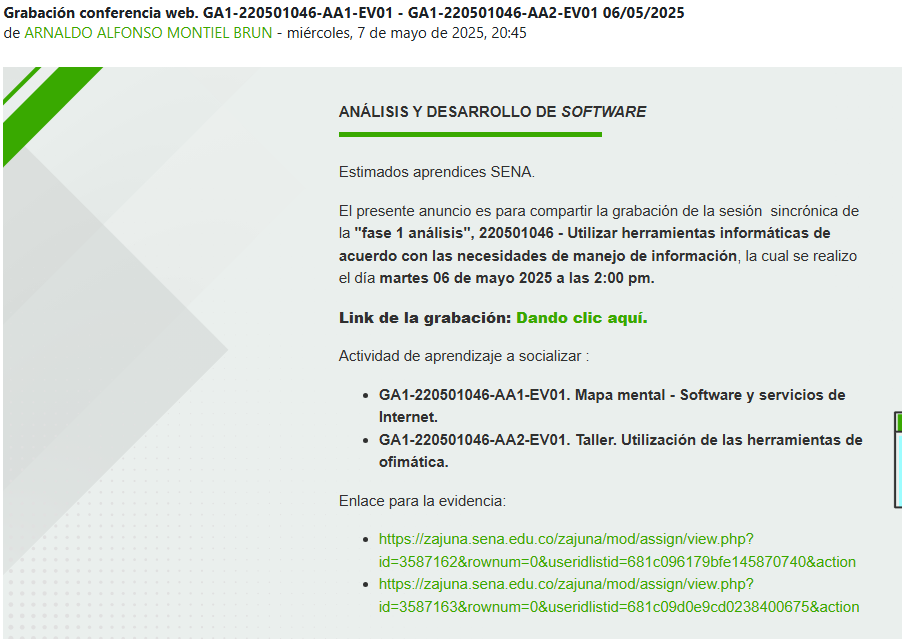 Grabación conferencia web. GA1-220501046-AA1-EV01 - GA1-220501046-AA2-EV01 06/05/2025
de ARNALDO ALFONSO MONTIEL BRUN - miércoles, 7 de mayo de 2025, 20:45
ANÁLISIS Y DESARROLLO DE SOFTWARE
Estimados aprendices SENA.
El presente anuncio es para compartir la grabación de la sesión sincrónica de
la "fase 1 análisis", 220501046 - Utilizar herramientas informáticas de
acuerdo con las necesidades de manejo de información, la cual se realizo
el día martes 06 de mayo 2025 a las 2:00 pm.
Link de la grabación: Dando clic aquí.
Actividad de aprendizaje a socializar :
• GA1-220501046-AA1-EV01. Mapa mental - Software y servicios de
Internet.
• GA1-220501046-AA2-EV01. Taller. Utilización de las herramientas de
ofimática.
Enlace para la evidencia:
• https://zajuna.sena.edu.co/zajuna/mod/assign/view.php?
id=3587162&rownum=0&useridlistid=681c096179bfe145870740&action
• https://zajuna.sena.edu.co/zajuna/mod/assign/view.php?
id=3587163&rownum=0&useridlistid=681c09d0e9cd0238400675&action